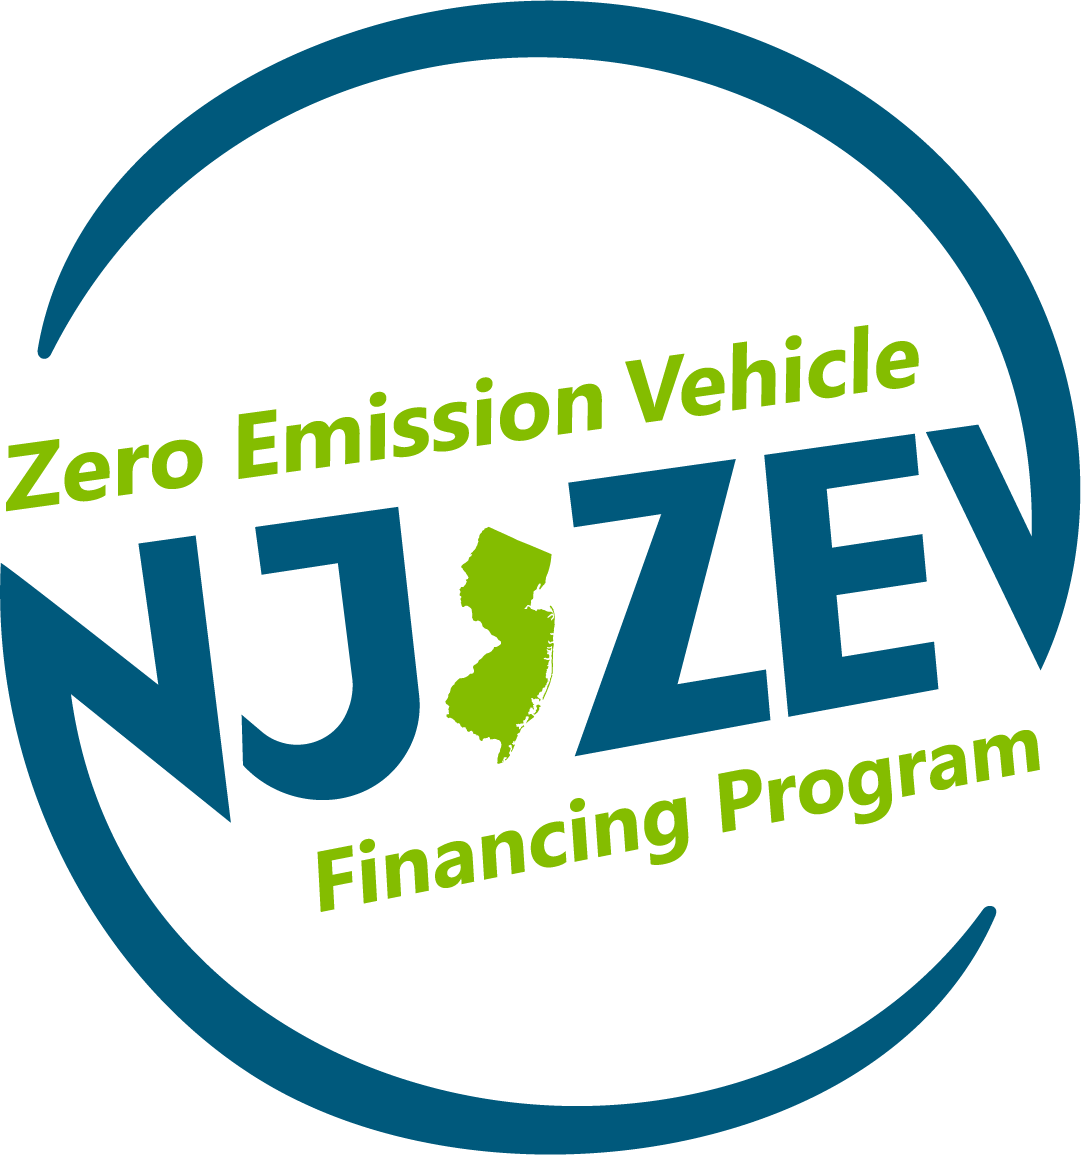 Zero Emission Vehicle
NJ ZEV
Financing Program